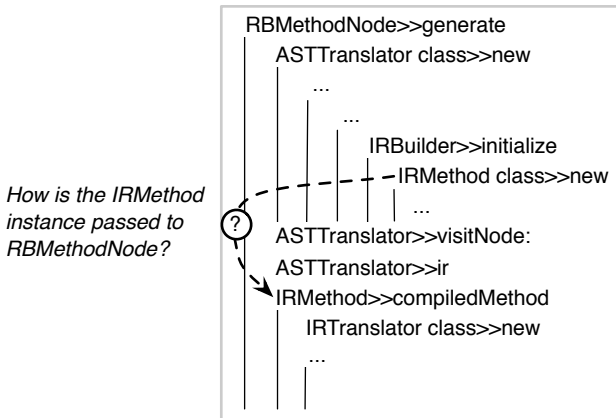 RBMethodNode>>generate
ASTTranslator class>>new
...
...
IRBuilder>>initialize
IRMethod class>>new
...
How is the IRMethod
instance passed to
RBMethodNode?
?
ASTTranslator>>visitNode:
ASTTranslator>>ir
IRMethod>>compiledMethod
IRTranslator class>>new
...